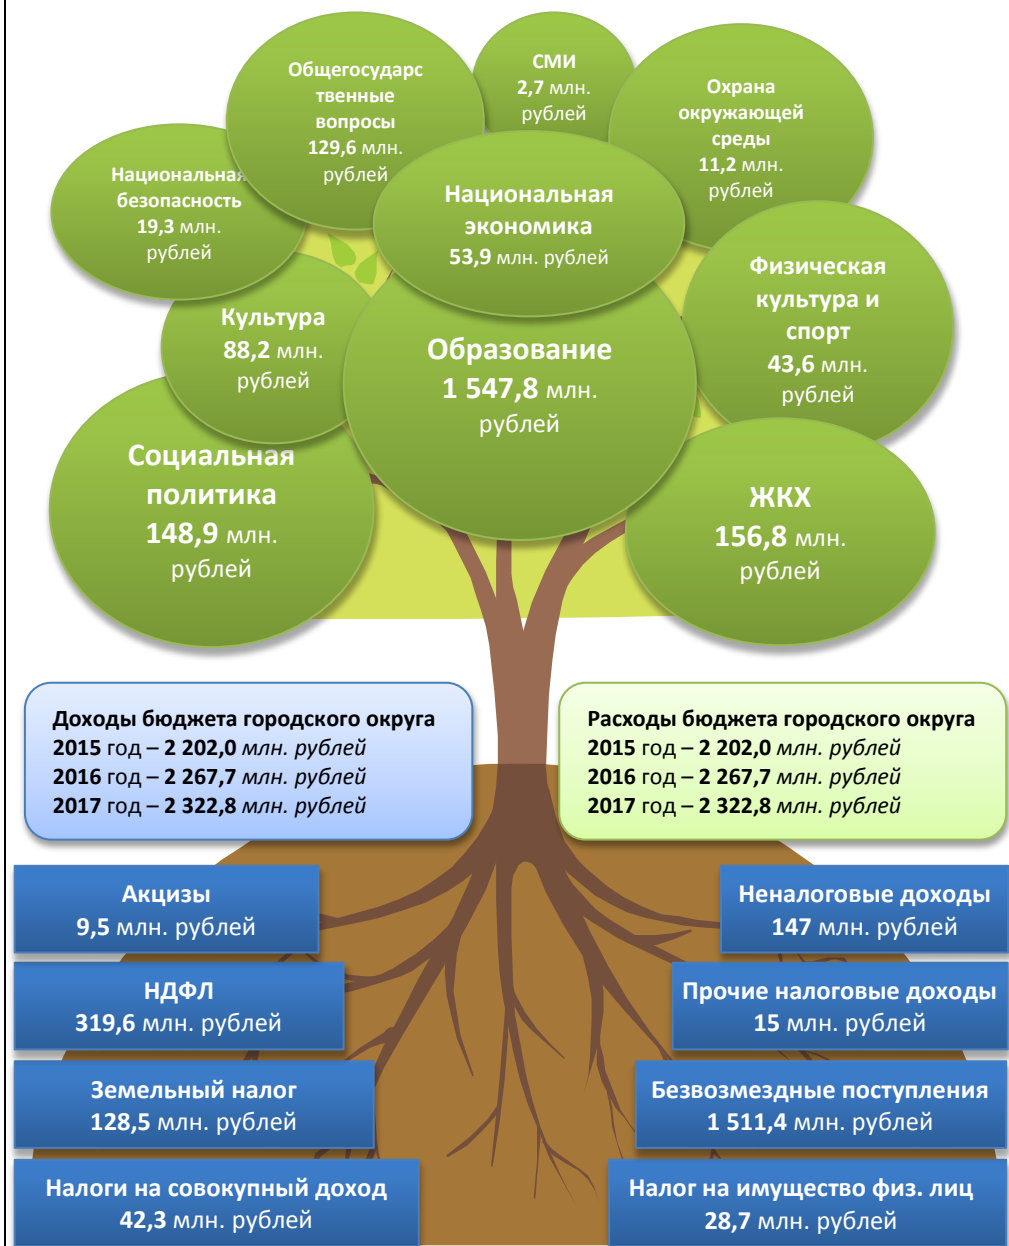 СМИ
2,7 млн.
рублей
Общегосударс
твенные
вопросы
129,6 млн.
рублей
Охрана
окружающей
среды
11,2 млн.
рублей
Национальная
безопасность
19,3 млн.
рублей
Национальная
экономика
53,9 млн. рублей
Физическая
культура и
спорт
43,6 млн.
рублей
Культура
88,2 млн.
рублей
Образование
1 547,8 млн.
рублей
Социальная
политика
148,9 млн.
рублей
ЖКХ
156,8 млн.
рублей
Доходы бюджета городского округа
2015 год – 2 202,0 млн. рублей
2016 год – 2 267,7 млн. рублей
2017 год – 2 322,8 млн. рублей
Расходы бюджета городского округа
2015 год – 2 202,0 млн. рублей
2016 год – 2 267,7 млн. рублей
2017 год – 2 322,8 млн. рублей
Акцизы
9,5 млн. рублей
Неналоговые доходы
147 млн. рублей
НДФЛ
319,6 млн. рублей
Прочие налоговые доходы
15 млн. рублей
Земельный налог
128,5 млн. рублей
Безвозмездные поступления
1 511,4 млн. рублей
Налоги на совокупный доход
42,3 млн. рублей
Налог на имущество физ. лиц
28,7 млн. рублей